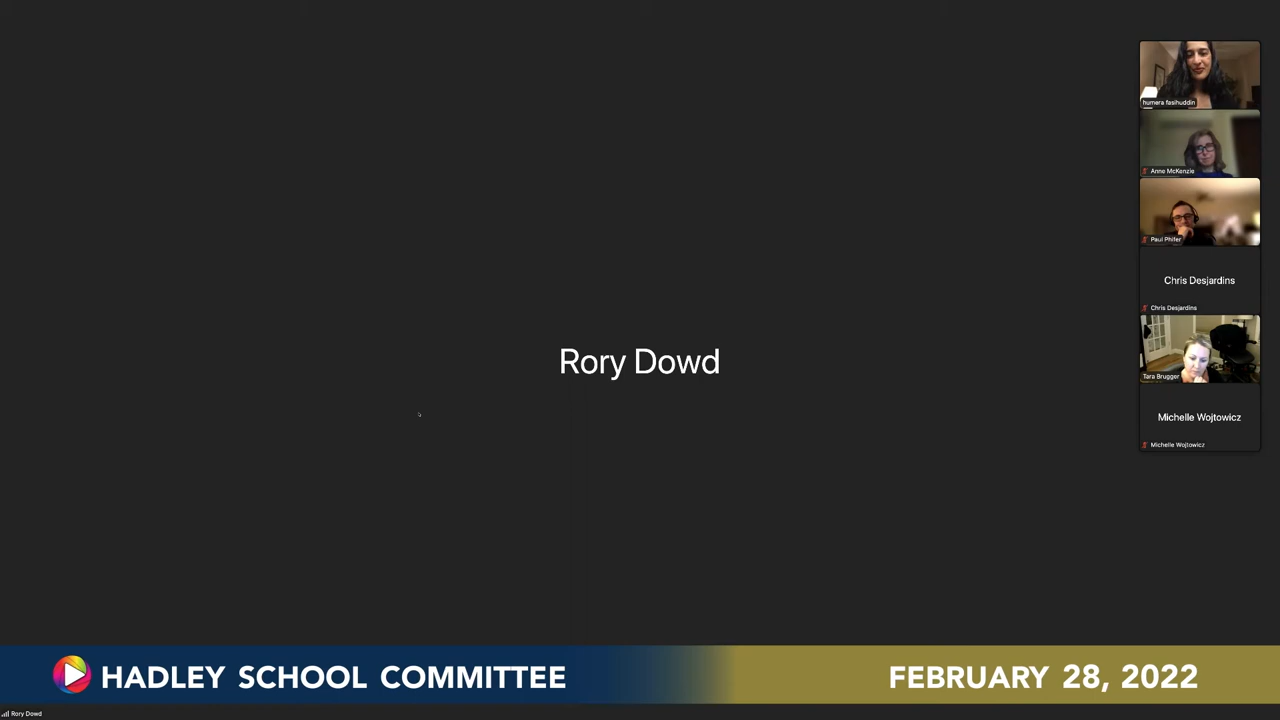 humera fasihuddin
Anne McKenzie
Paul Phifer
Chris Desjardins
Chris Desjardins
Rory Dowd
Tara Brugger
Michelle Wojtowicz
Michelle Wojtowicz
HADLEY SCHOOL COMMITTEE
FEBRUARY 28, 2022
Rory Dowd